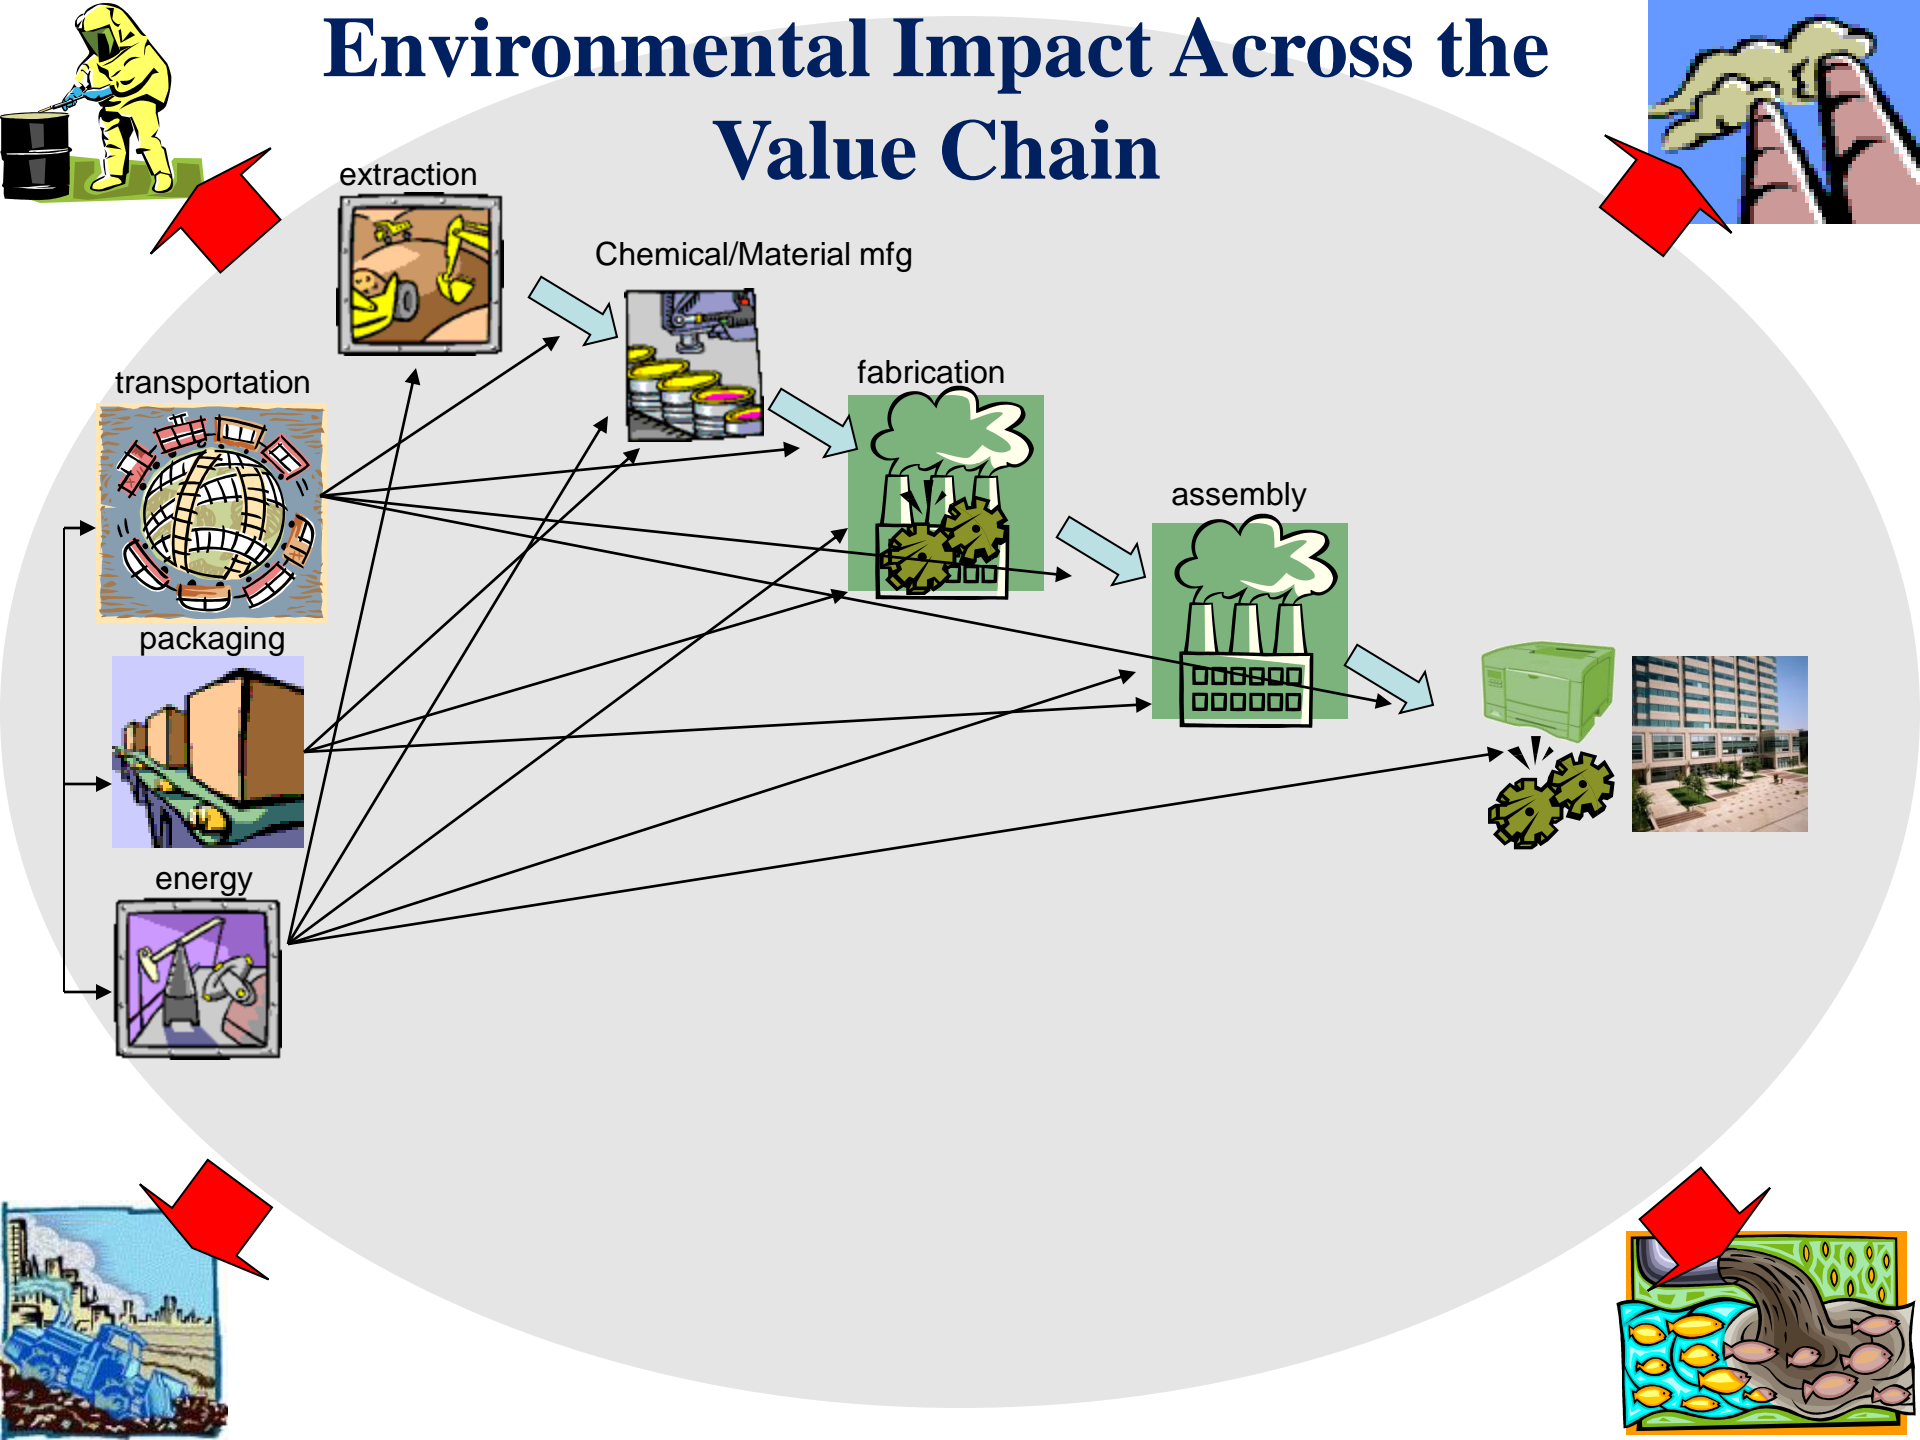 Environmental Impact Across the
Value Chain
extraction
Chemical/Material mfg
fabrication
transportation
assembly
packaging
energy